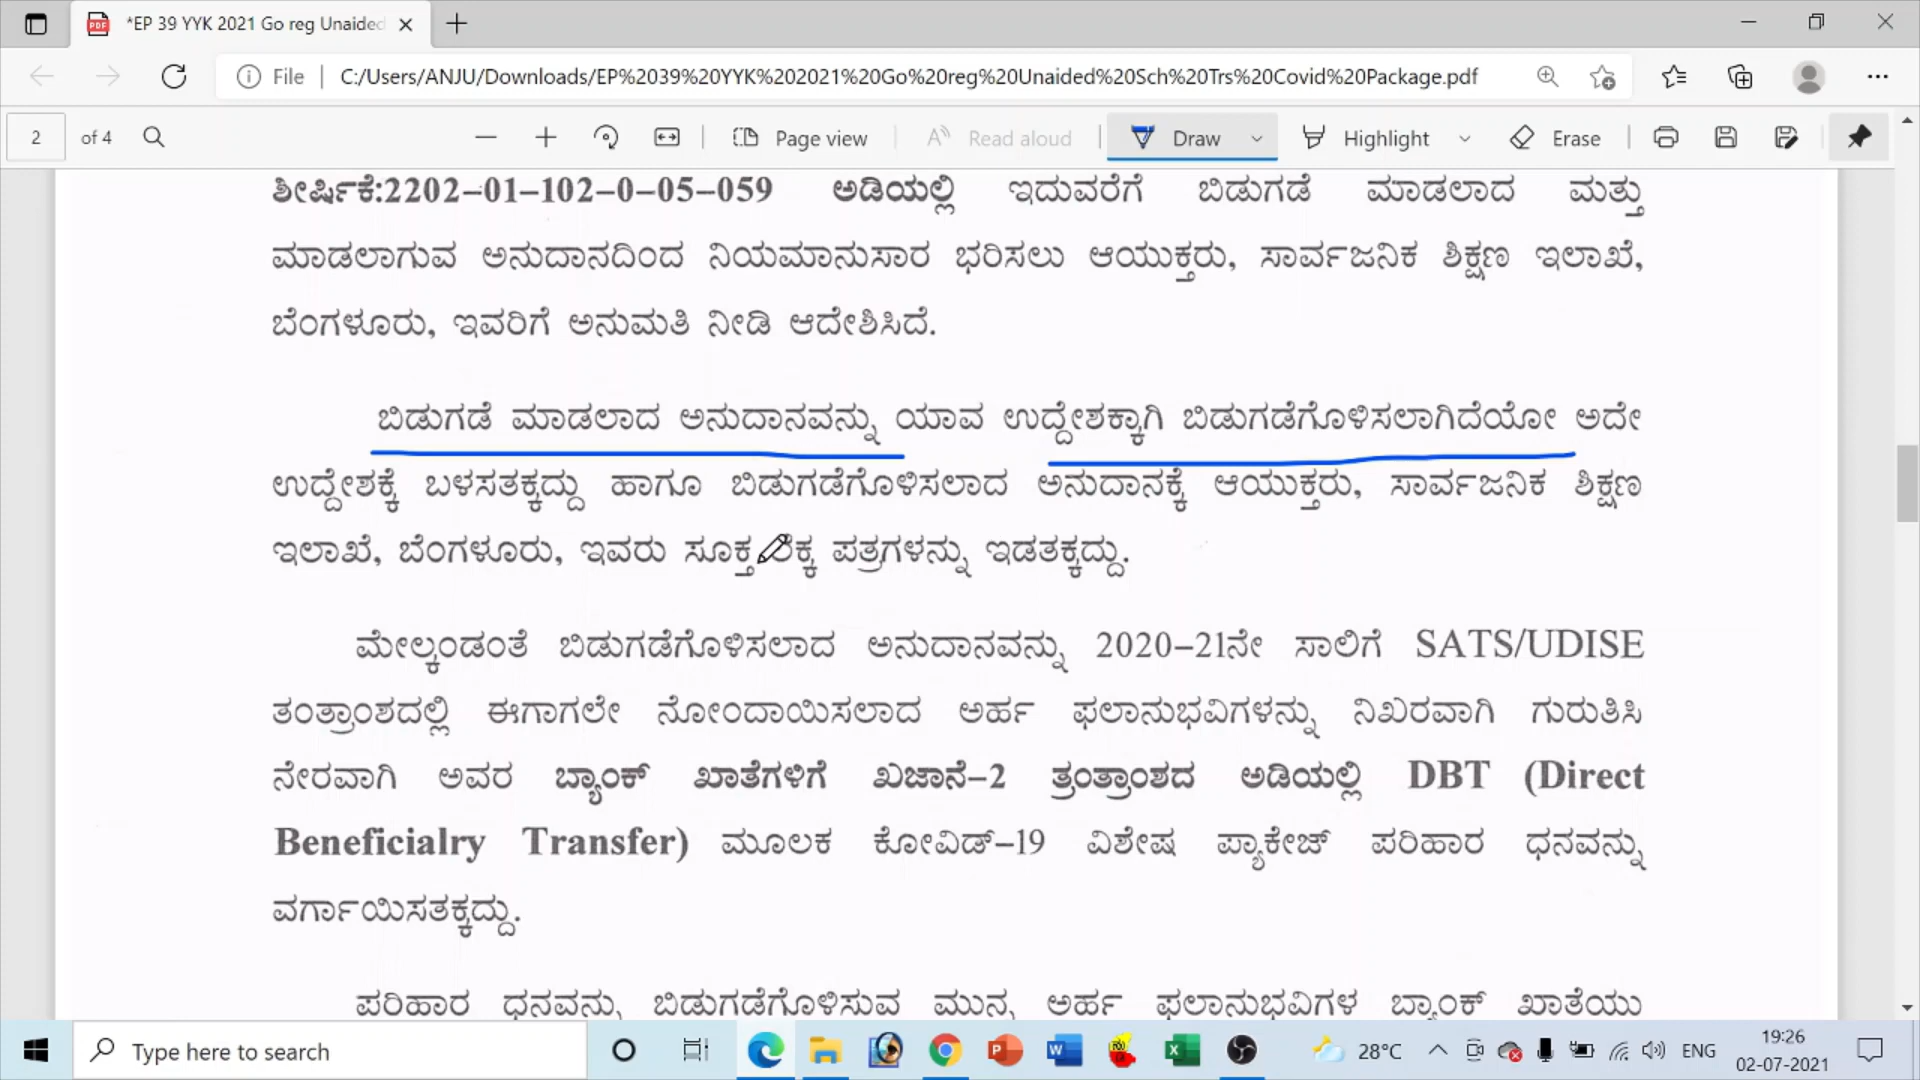 *EP 39 YYK 2021 Go reg Unaided
File
C:/Users/ANJU/Downloads/EP%2039%20YYK%202021%20Go%20reg%20Unaided%20Sch%20Trs%20Covid%20Package.pdf
2 of 4
Page view
Read aloud
Draw
Highlight
Erase
ಶೀರ್ಷಿಕೆ:2202-01-102-0-05-059 ಅಡಿಯಲ್ಲಿ ಇದುವರೆಗೆ ಬಿಡುಗಡೆ ಮಾಡಲಾದ ಮತ್ತು
ಮಾಡಲಾಗುವ ಅನುದಾನದಿಂದ ನಿಯಮಾನುಸಾರ ಭರಿಸಲು ಆಯುಕ್ತರು, ಸಾರ್ವಜನಿಕ ಶಿಕ್ಷಣ ಇಲಾಖೆ,
ಬೆಂಗಳೂರು, ಇವರಿಗೆ ಅನುಮತಿ ನೀಡಿ ಆದೇಶಿಸಿದೆ.
ಬಿಡುಗಡೆ ಮಾಡಲಾದ ಅನುದಾನವನ್ನು ಯಾವ ಉದ್ದೇಶಕ್ಕಾಗಿ ಬಿಡುಗಡೆಗೊಳಿಸಲಾಗಿದೆಯೋ ಅದೇ
ಉದ್ದೇಶಕ್ಕೆ ಬಳಸತಕ್ಕದ್ದು ಹಾಗೂ ಬಿಡುಗಡೆಗೊಳಿಸಲಾದ ಅನುದಾನಕ್ಕೆ ಆಯುಕ್ತರು, ಸಾರ್ವಜನಿಕ ಶಿಕ್ಷಣ
ಇಲಾಖೆ, ಬೆಂಗಳೂರು, ಇವರು ಸೂಕ್ತ ಪತ್ರಗಳನ್ನು ಇಡತಕ್ಕದ್ದು.
ಮೇಲ್ಕಂಡಂತೆ ಬಿಡುಗಡೆಗೊಳಿಸಲಾದ ಅನುದಾನವನ್ನು 2020-21ನೇ ಸಾಲಿಗೆ SATS/UDISE
ತಂತ್ರಾಂಶದಲ್ಲಿ ಈಗಾಗಲೇ ನೋಂದಾಯಿಸಲಾದ ಅರ್ಹ ಫಲಾನುಭವಿಗಳನ್ನು ನಿಖರವಾಗಿ ಗುರುತಿಸಿ
ನೇರವಾಗಿ ಅವರ ಬ್ಯಾಂಕ್ ಖಾತೆಗಳಿಗೆ ಖಜಾನೆ-2 ತ್ರಂತ್ರಾಂಶದ ಅಡಿಯಲ್ಲಿ DBT (Direct
Beneficialry Transfer) ಮೂಲಕ ಕೋವಿಡ್-19 ವಿಶೇಷ ಪ್ಯಾಕೇಜ್ ಪರಿಹಾರ ಧನವನ್ನು
ವರ್ಗಾಯಿಸತಕ್ಕದ್ದು.
ಪರಿಹಾರ ಧನವನ್ನು ಬಿಡುಗಡೆಗೊಳಿಸುವ ಮುನ್ನ ಅರ್ಹ ಫಲಾನುಭವಿಗಳ ಬ್ಯಾಂಕ್ ಖಾತೆಯು
Type here to search
28°C
ENG
19:26
02-07-2021